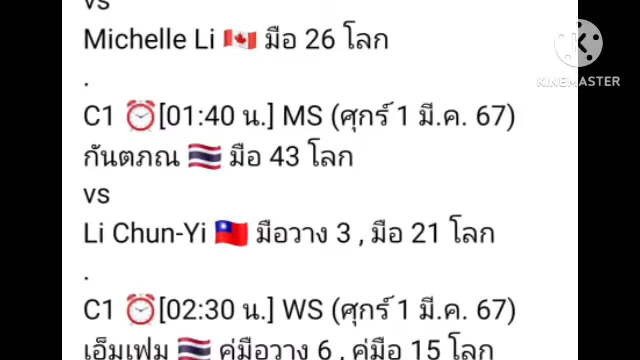 vs
Michelle Li 🇨🇦 มือ 26 โลก
.
C1 ⏰[01:40 น.] MS (ศุกร์ 1 มี.ค. 67)
กันตภณ 🇹🇭 มือ 43 โลก
vs
Li Chun-Yi 🇹🇼 มือวาง 3 , มือ 21 โลก
.
C1 ⏰[02:30 น.] WS (ศุกร์ 1 มี.ค. 67)
เอ็มเฟม 🇹🇭 คู่มือวาง 6 , คู่มือ 15 โลก
KINEMASTER